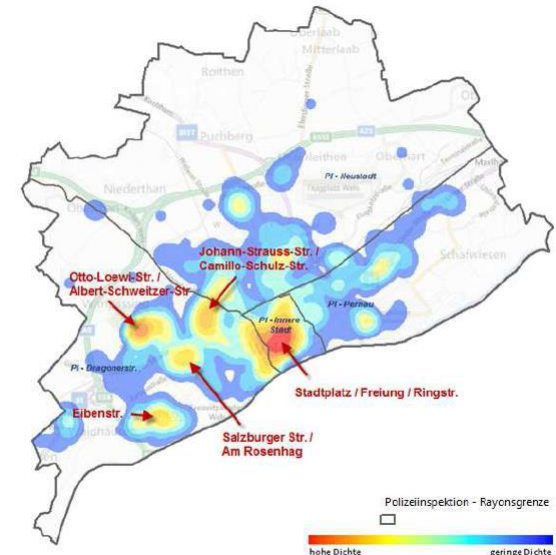 Mitterlaab
Roithen
Puchberg
A25
Oberhart
PI - Neustadt
Niederthan
Schafwiesen
Johann-Strauss-Str. /
Camillo-Schulz-Str.
Otto-Loewi-Str. /
Albert-Schweitzer-Str
PI - Pernau
PI - Innere
Stadt
PI - Dragonerstr.
Stadtplatz / Freiung / Ringstr.
Eibenstr.
Salzburger Str. /
Am Rosenhag
Polizeiinspektion - Rayonsgrenze
hohe Dichte
geringe Dichte